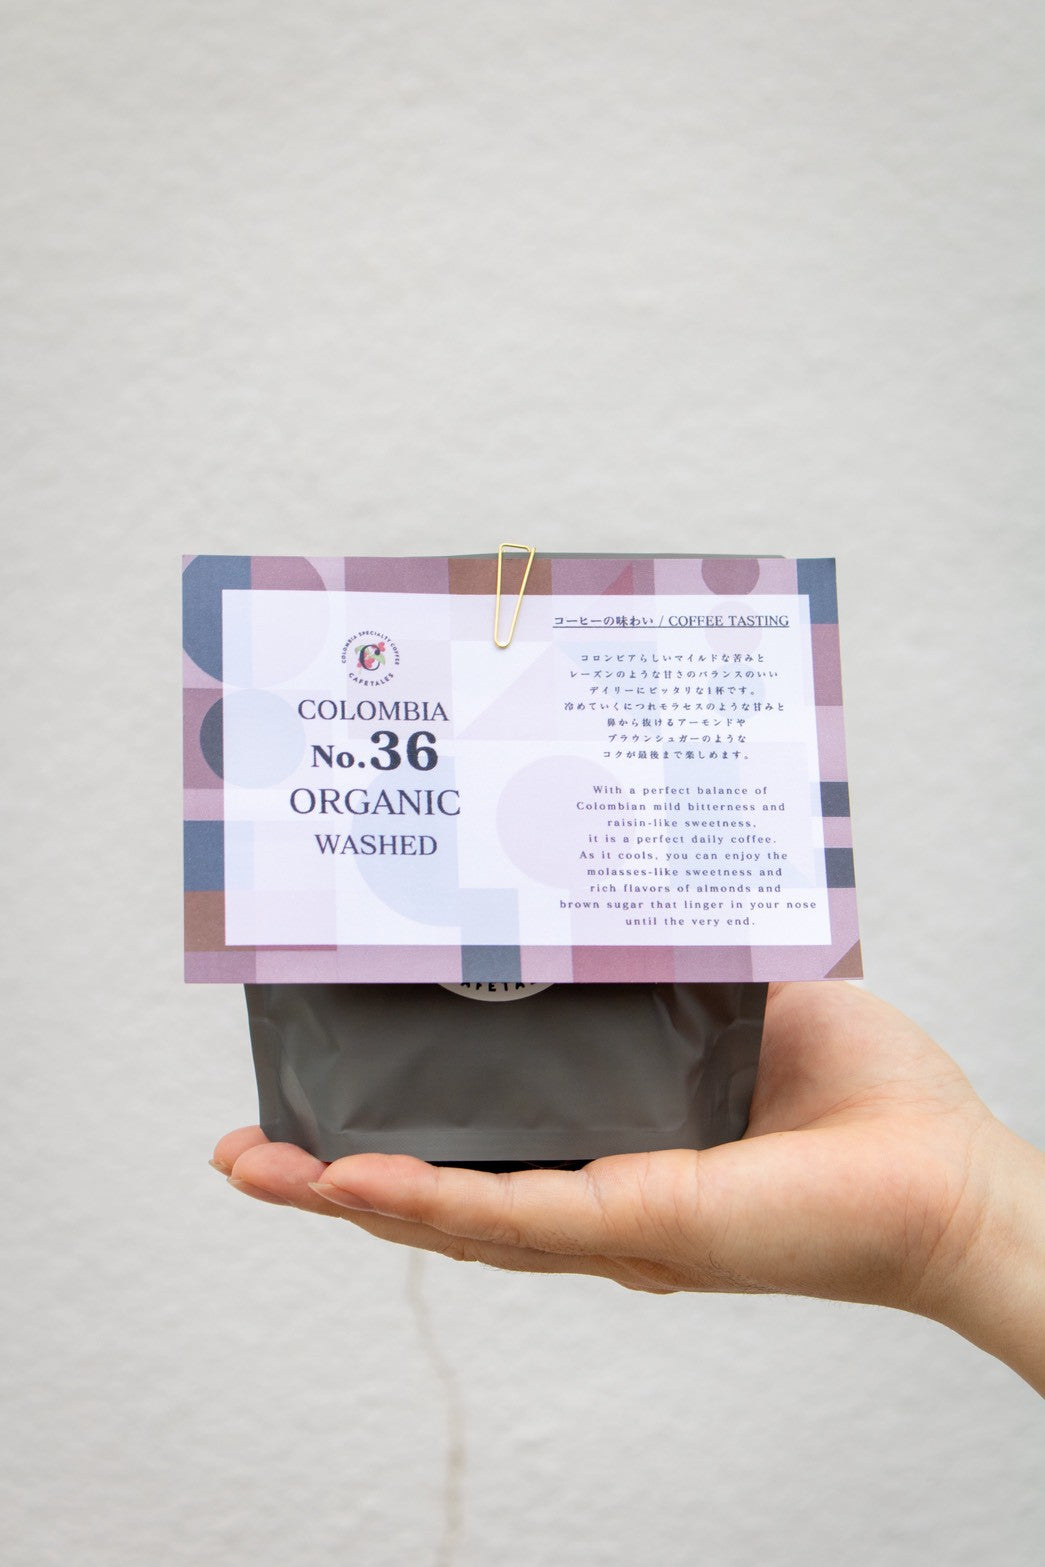 COLOMBIA SPECIALTY COFFEE
C
CAFETALES
COLOMBIA
No.36
ORGANIC
WASHED
コーヒーの味わい / COFFEE TASTING
コロンビアらしいマイルドな苦みと
レーズンのような甘さのバランスのいい
デイリーにピッタリな1杯です。
冷めていくにつれモラセスのような甘みと
鼻から抜けるアーモンドや
ブラウンシュガーのような
コクが最後まで楽しめます。
With a perfect balance of
Colombian mild bitterness and
raisin-like sweetness,
it is a perfect daily coffee.
As it cools, you can enjoy the
molasses-like sweetness and
rich flavors of almonds and
brown sugar that linger in your nose
until the very end.